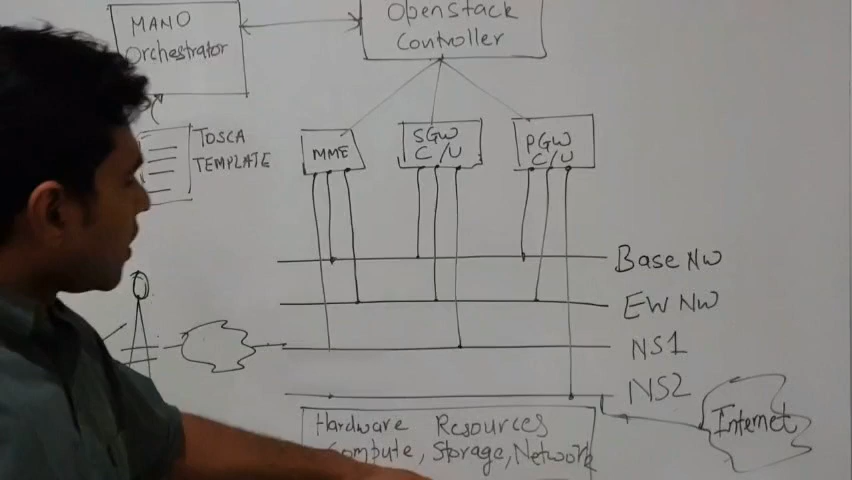 MANO
Orchestrator
OpenStack
Controller
TOSCA
TEMPLATE
MME
SGW
C/U
PGW
C/U
Base NW
EW NW
NS1
NS2
Internet
Hardware Resources
Compute, Storage, Network